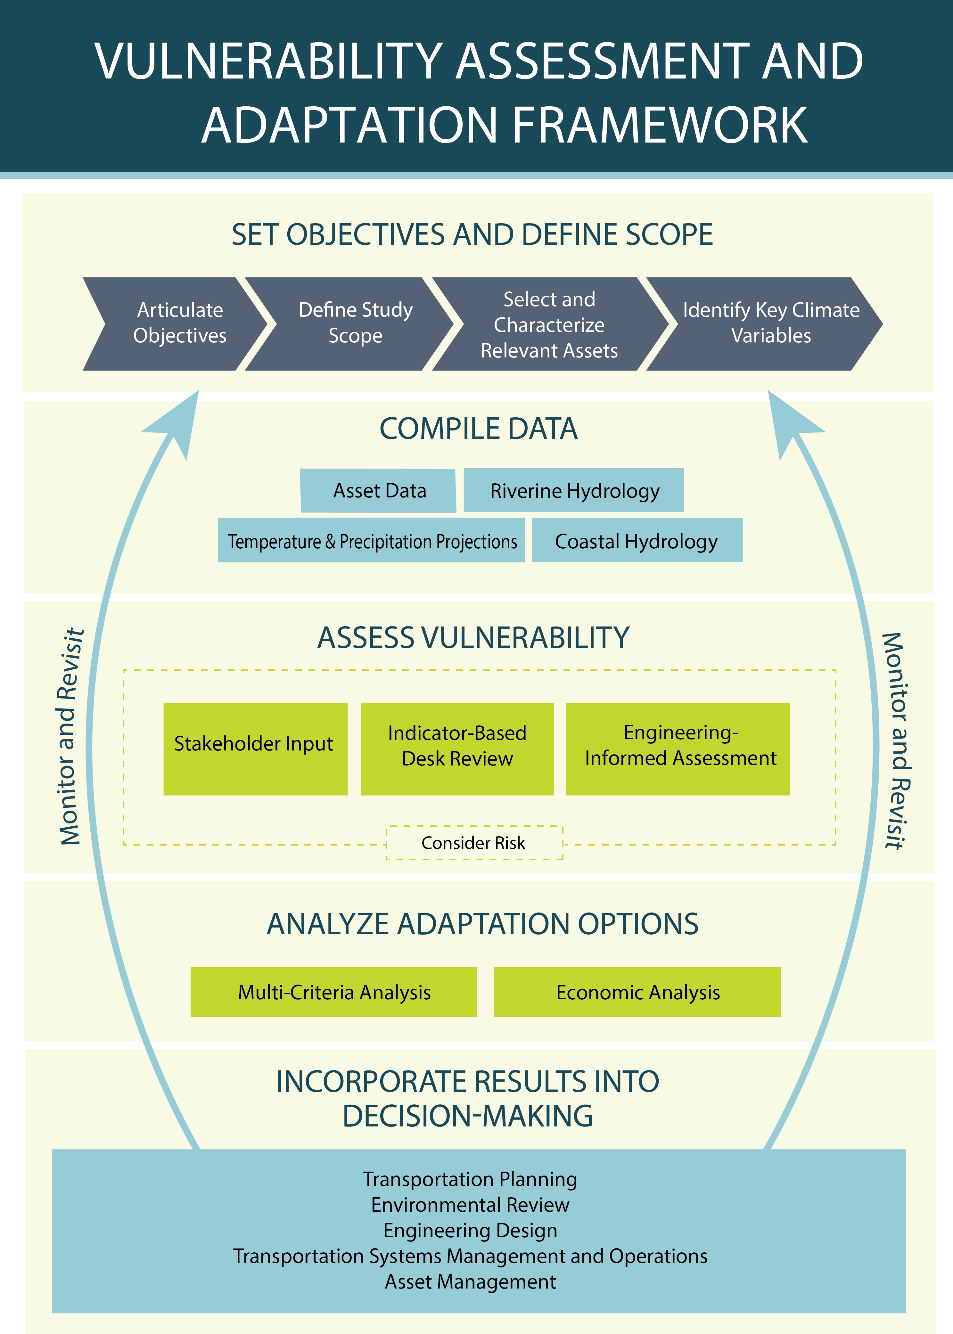 VULNERABILITY ASSESSMENT AND
ADAPTATION FRAMEWORK
SET OBJECTIVES AND DEFINE SCOPE
Articulate
Objectives
Define Study
Scope
Select and
Characterize
Relevant Assets
Identify Key Climate
Variables
COMPILE DATA
Asset Data
Riverine Hydrology
Temperature & Precipitation Projections
Coastal Hydrology
Monitor and Revisit
ASSESS VULNERABILITY
Stakeholder Input
Indicator-Based
Desk Review
Engineering-
Informed Assessment
Consider Risk
Monitor and Revisit
ANALYZE ADAPTATION OPTIONS
Multi-Criteria Analysis
Economic Analysis
INCORPORATE RESULTS INTO
DECISION-MAKING
Transportation Planning
Environmental Review
Engineering Design
Transportation Systems Management and Operations
Asset Management